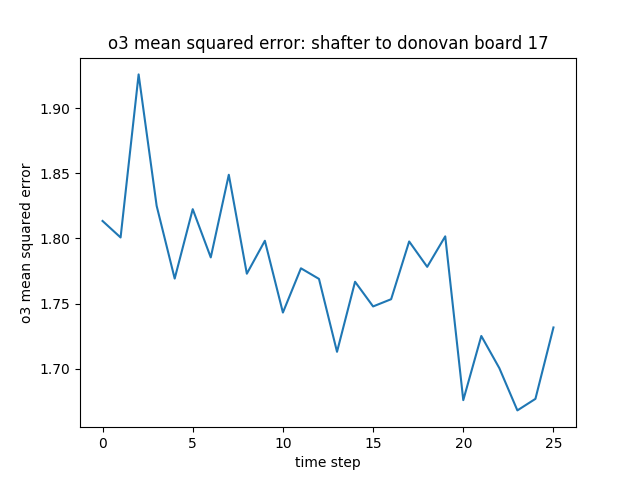 o3 mean squared error: shafter to donovan board 17
o3 mean squared error
1.90
1.85
1.80
1.75
1.70
0 5 10 15 20 25
time step